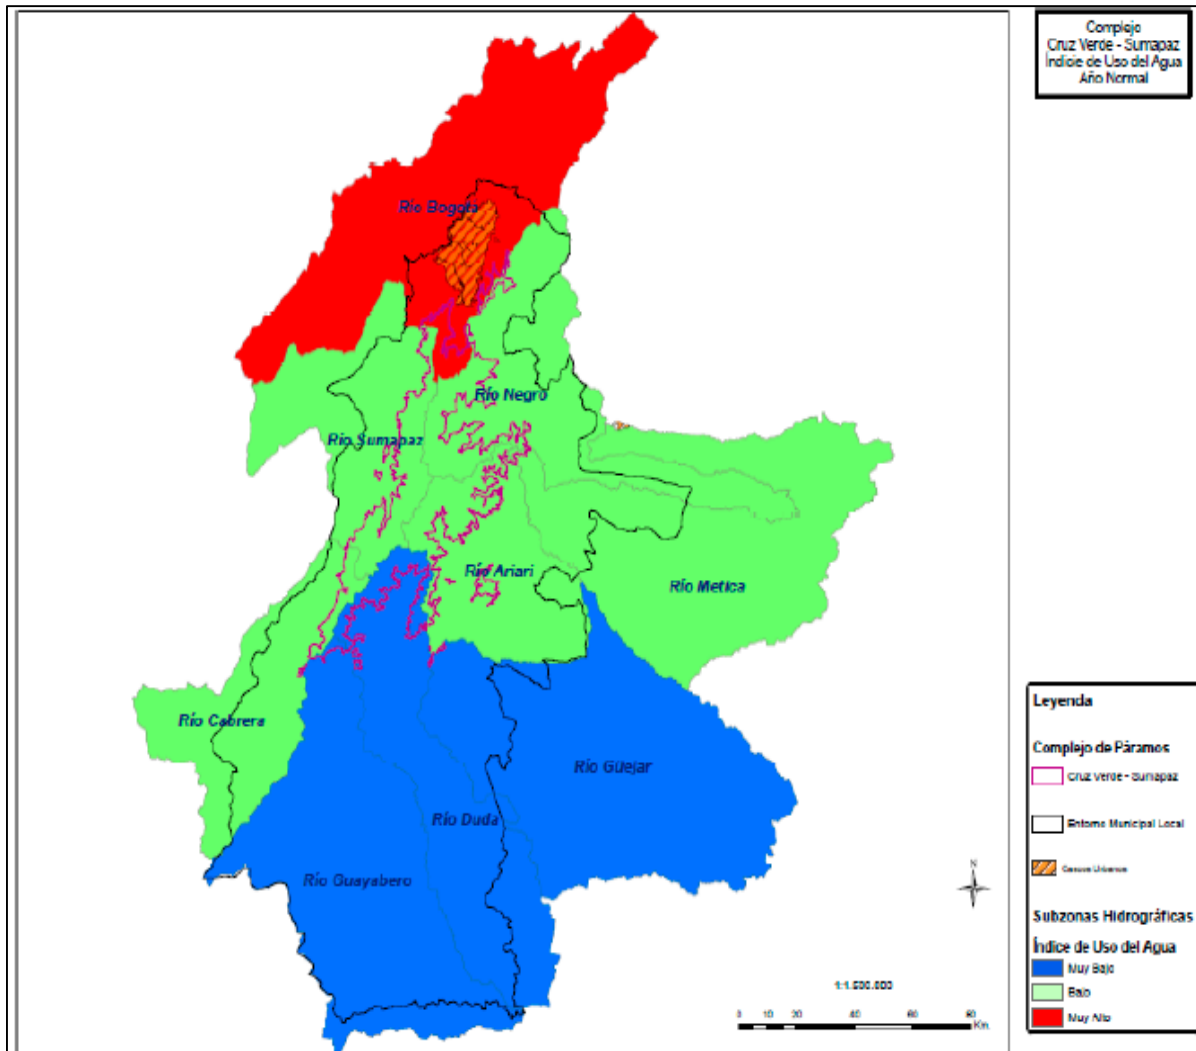 Complejo
Cruz Verde - Sumapaz
Índicie de Uso del Agua
Año Normal
Río Bogotá
Río Negro
Río Sumapaz
Río Ariari
Río Metica
Río Cabrera
Río Güejar
Río Duda
Río Guayabero
Leyenda
Complejo de Páramos
Cruz Verde - Sumapaz
Entorno Municipal Local
Cascos Urbanos
Subzonas Hidrográficas
Índice de Uso del Agua
Muy Bajo
Bajo
Muy Alto
N
1:1.500.000
0 10 20 40 60 80
Km.